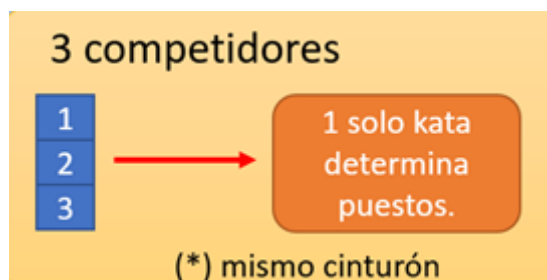 3 competidores
1
2
3
1 solo kata
determina
puestos.
(*) mismo cinturón